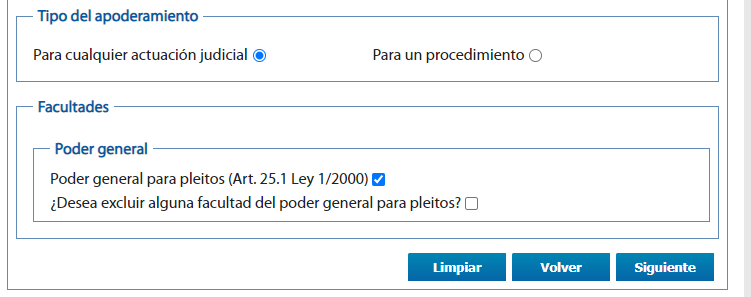 Tipo del apoderamiento
Para cualquier actuación judicial Para un procedimiento
Facultades
Poder general
Poder general para pleitos (Art. 25.1 Ley 1/2000)
¿Desea excluir alguna facultad del poder general para pleitos?
Limpiar Volver Siguiente